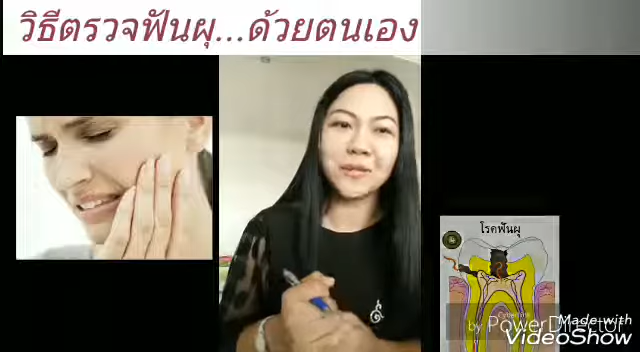 วิธีตรวจฟันผุ...ด้วยตนเอง
โรคฟันผุ
by PowerDirector
Made with
VideoShow